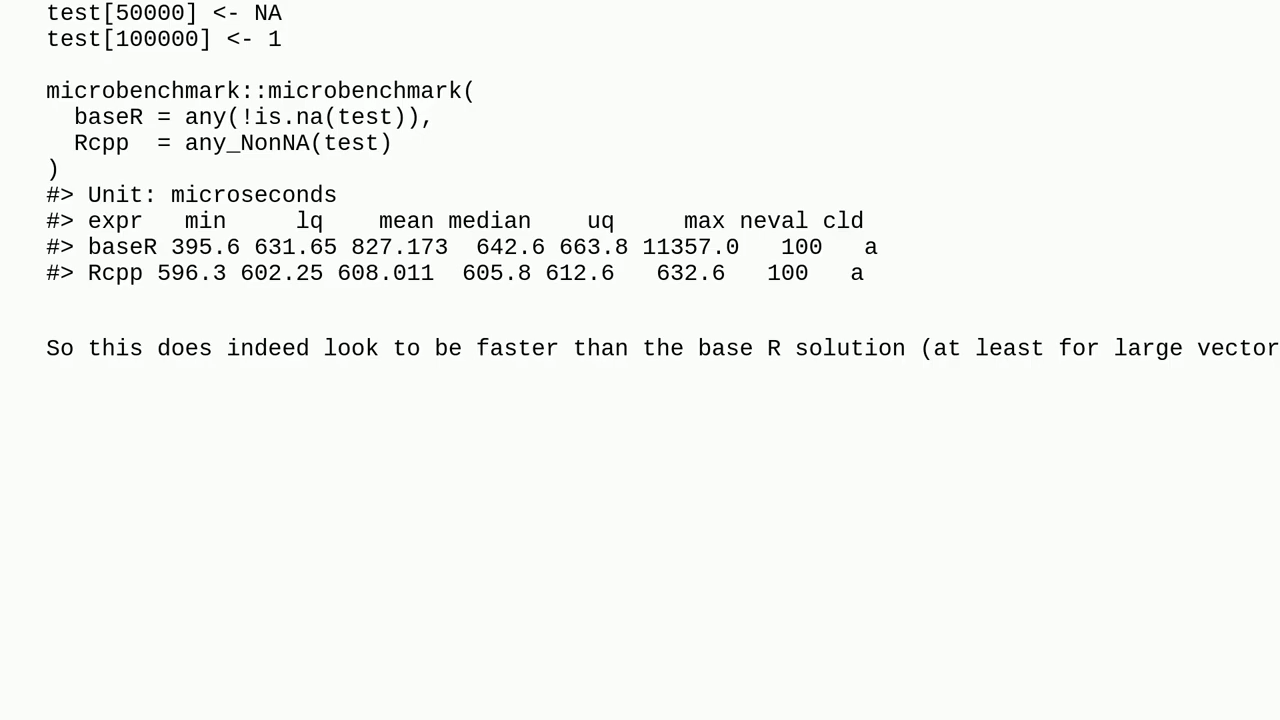 test[50000] <- NA
test[100000] <- 1
microbenchmark::microbenchmark(
  baseR = any(!is.na(test)),
  Rcpp  = any_NonNA(test)
)
#> Unit: microseconds
#> expr   min     lq    mean median    uq     max neval cld
#> baseR 395.6 631.65 827.173  642.6 663.8 11357.0   100   a
#> Rcpp 596.3 602.25 608.011  605.8 612.6   632.6   100   a
So this does indeed look to be faster than the base R solution (at least for large vector